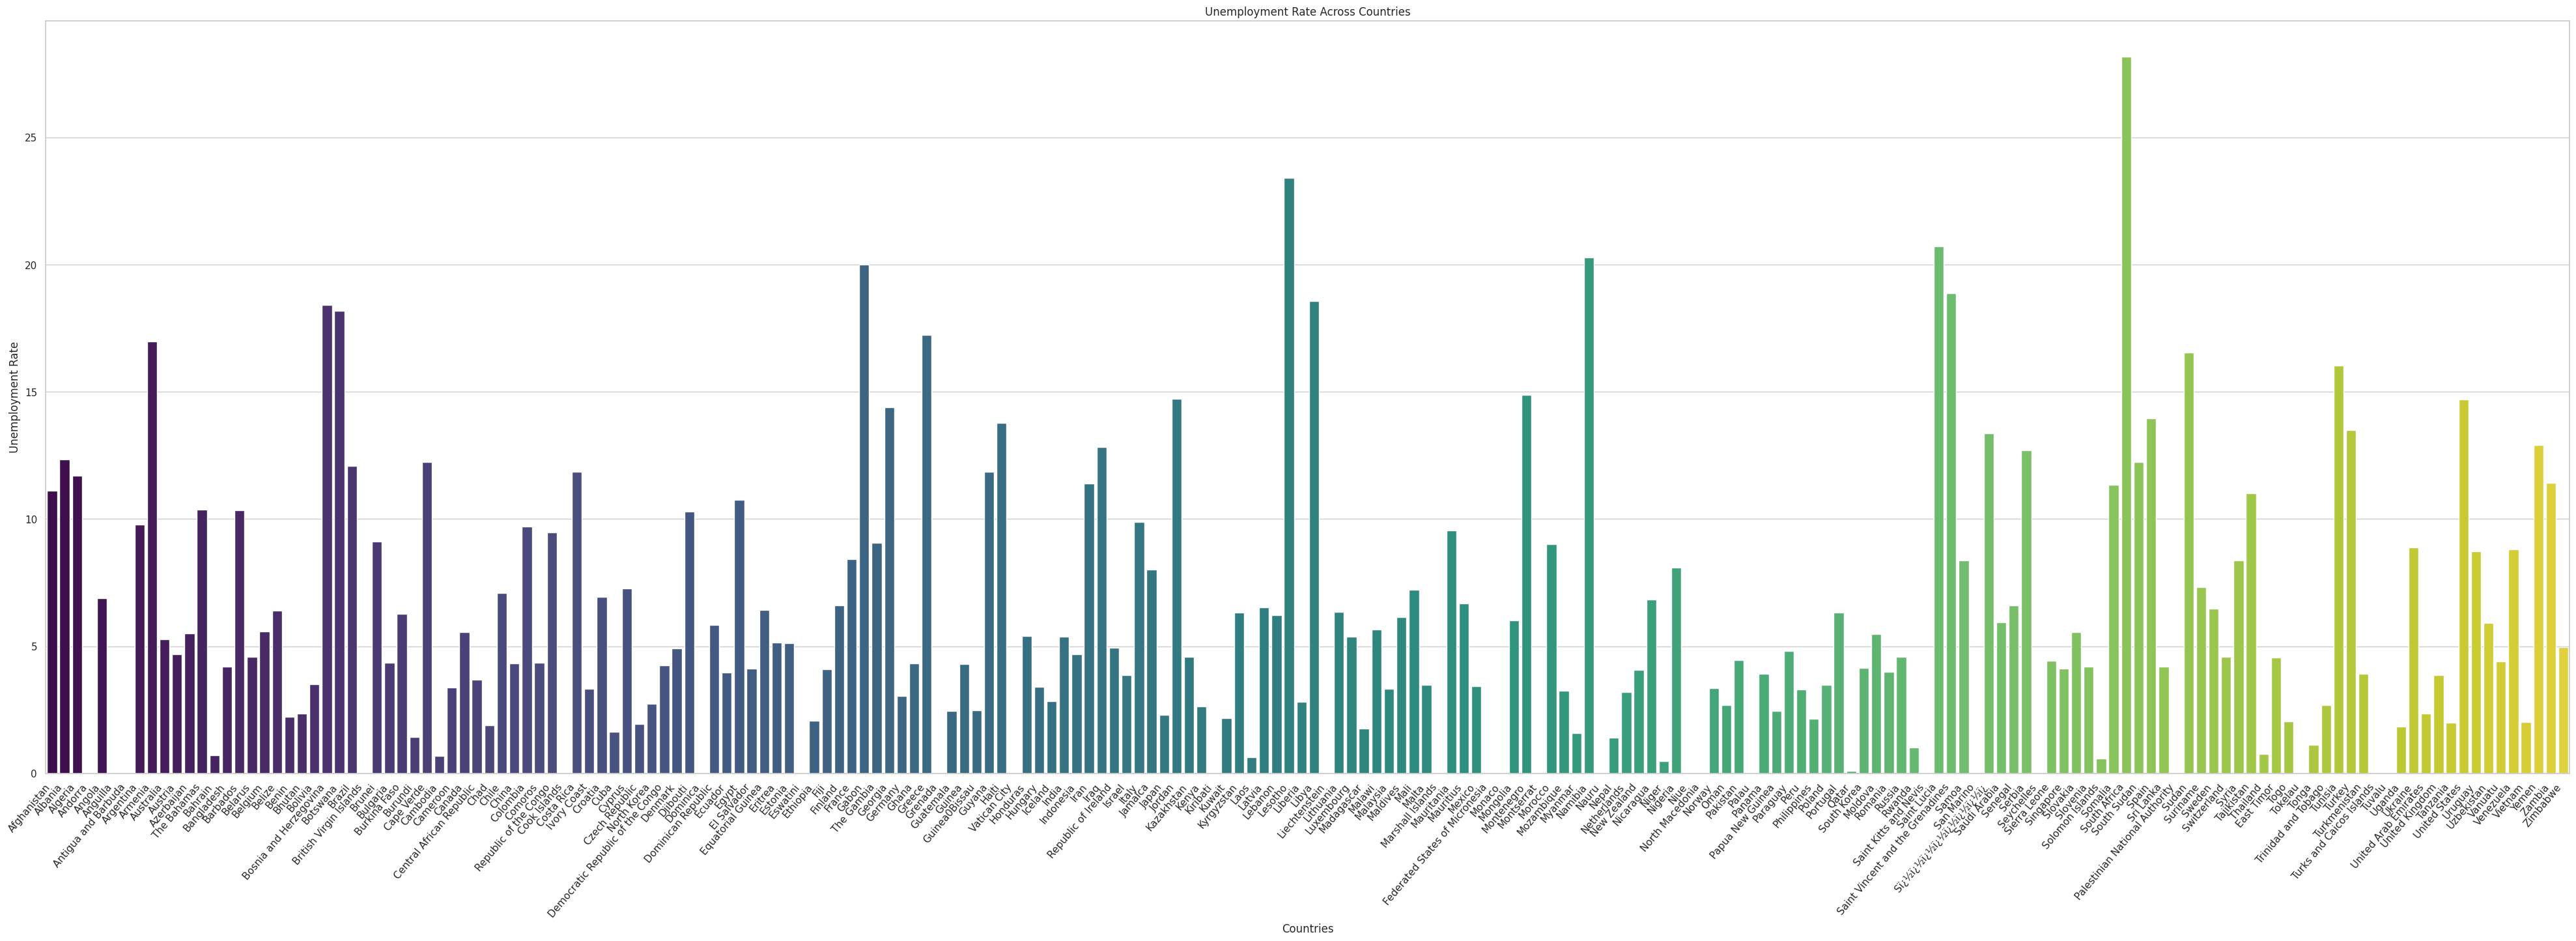 Unemployment Rate Across Countries
Unemployment Rate
25
20
15
10
5
0
Afghanistan
Albania
Algeria
Andorra
Angola
Anguilla
Antigua and Barbuda
Argentina
Armenia
Australia
Austria
Azerbaijan
The Bahamas
Bahrain
Bangladesh
Barbados
Belarus
Belgium
Belize
Benin
Bhutan
Bolivia
Bosnia and Herzegovina
Botswana
Brazil
British Virgin Islands
Brunei
Bulgaria
Burkina Faso
Burundi
Cape Verde
Cambodia
Cameroon
Canada
Central African Republic
Chad
Chile
China
Colombia
Comoros
Republic of the Congo
Cook Islands
Costa Rica
Ivory Coast
Croatia
Cuba
Cyprus
Czech Republic
North Korea
Democratic Republic of the Congo
Denmark
Djibouti
Dominica
Dominican Republic
Ecuador
Egypt
El Salvador
Equatorial Guinea
Eritrea
Estonia
Eswatini
Ethiopia
Fiji
Finland
France
Gabon
The Gambia
Georgia
Germany
Ghana
Greece
Grenada
Guatemala
Guinea
Guinea0Bissau
Guyana
Haiti
Vatican City
Honduras
Hungary
Iceland
India
Indonesia
Iran
Iraq
Republic of Ireland
Israel
Italy
Jamaica
Japan
Jordan
Kazakhstan
Kenya
Kiribati
Kuwait
Kyrgyzstan
Laos
Latvia
Lebanon
Lesotho
Liberia
Libya
Liechtenstein
Lithuania
Luxembourg
Madagascar
Malawi
Malaysia
Maldives
Mali
Malta
Marshall Islands
Mauritania
Mauritius
Mexico
Federated States of Micronesia
Monaco
Mongolia
Montenegro
Montserrat
Morocco
Mozambique
Myanmar
Namibia
Nauru
Nepal
Netherlands
New Zealand
Nicaragua
Niger
Nigeria
Niue
North Macedonia
Norway
Oman
Pakistan
Palau
Panama
Papua New Guinea
Paraguay
Peru
Philippines
Poland
Portugal
Qatar
South Korea
Moldova
Romania
Russia
Rwanda
Saint Kitts and Nevis
Saint Lucia
Saint Vincent and the Grenadines
Samoa
San Marino
Saudi Arabia
Senegal
Serbia
Seychelles
Sierra Leone
Singapore
Slovakia
Slovenia
Solomon Islands
Somalia
South Africa
South Sudan
Spain
Sri Lanka
Palestinian National Authority
Sudan
Suriname
Sweden
Switzerland
Syria
Tajikistan
Thailand
East Timor
Togo
Tokelau
Tonga
Trinidad and Tobago
Tunisia
Turkey
Turkmenistan
Turks and Caicos Islands
Tuvalu
Uganda
Ukraine
United Arab Emirates
United Kingdom
Tanzania
United States
Uruguay
Uzbekistan
Vanuatu
Venezuela
Vietnam
Yemen
Zambia
Zimbabwe
Countries